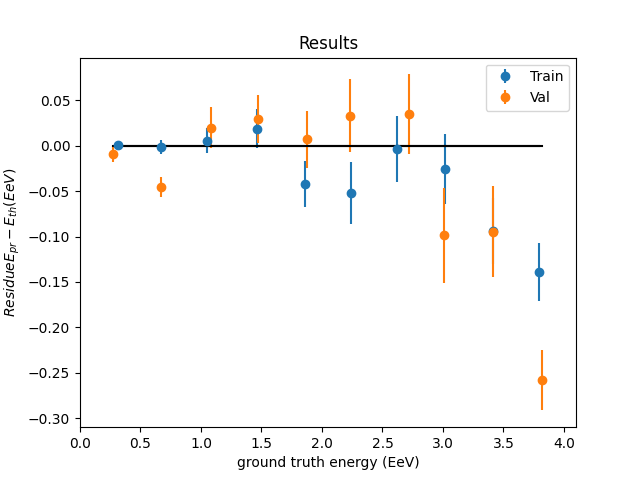 Results
Train
Val
0.05
0.00
−0.05
−0.10
−0.15
−0.20
−0.25
−0.30
ResidueE_{pr} − E_{th}(EeV)
0.0 0.5 1.0 1.5 2.0 2.5 3.0 3.5 4.0
ground truth energy (EeV)